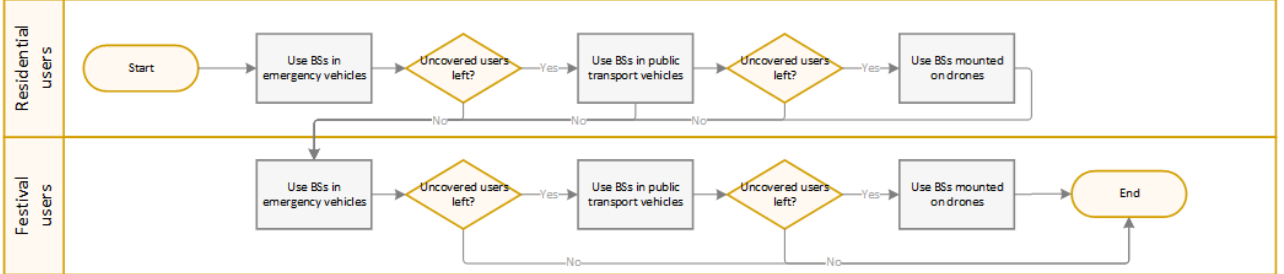 Residential
users
Start
Use BSs in
emergency vehicles
Uncovered users
left?
Yes
Use BSs in public
transport vehicles
Uncovered users
left?
Yes
Use BSs mounted
on drones
No
No
No
Festival
users
Use BSs in
emergency vehicles
Uncovered users
left?
Yes
Use BSs in public
transport vehicles
Uncovered users
left?
Yes
Use BSs mounted
on drones
End
No
No